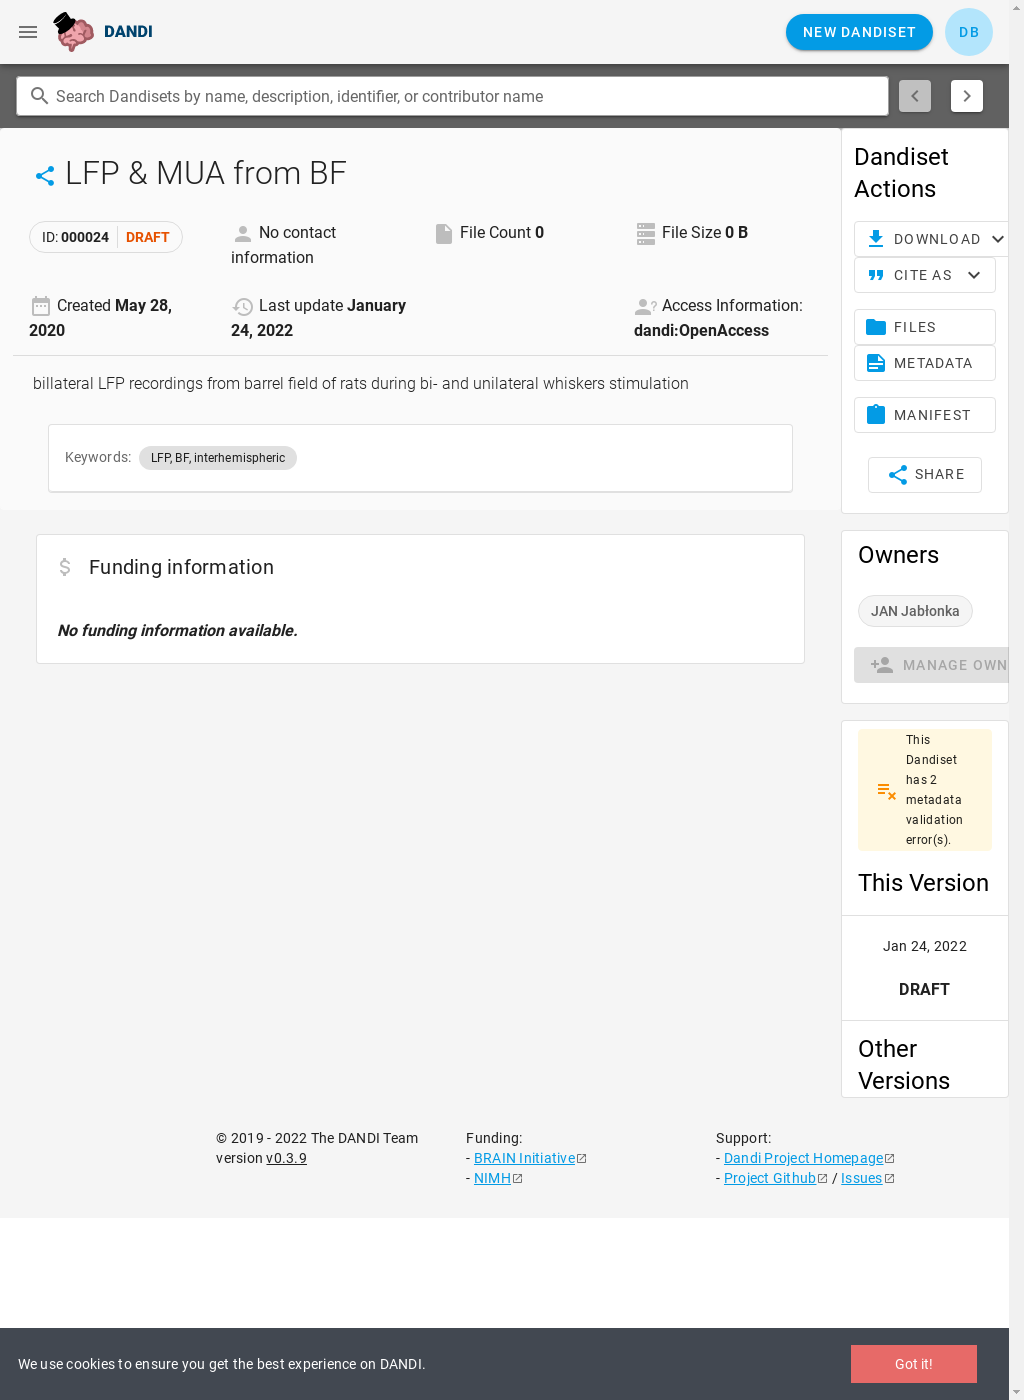 DANDI
NEW DANDISET
DB
Search Dandisets by name, description, identifier, or contributor name
LFP & MUA from BF
ID: 000024 DRAFT
No contact
information
File Count 0
File Size 0 B
Created May 28,
2020
Last update January
24, 2022
Access Information:
dandi:OpenAccess
billateral LFP recordings from barrel field of rats during bi- and unilateral whiskers stimulation
Keywords: LFP, BF, interhemispheric
Funding information
No funding information available.
Dandiset
Actions
DOWNLOAD
CITE AS
FILES
METADATA
MANIFEST
SHARE
Owners
JAN Jabłonka
MANAGE OWN
This
Dandiset
has 2
metadata
validation
error(s).
This Version
Jan 24, 2022
DRAFT
Other
Versions
© 2019 - 2022 The DANDI Team
version v0.3.9
Funding:
- BRAIN Initiative
- NIMH
Support:
- Dandi Project Homepage
- Project Github / Issues
We use cookies to ensure you get the best experience on DANDI.
Got it!